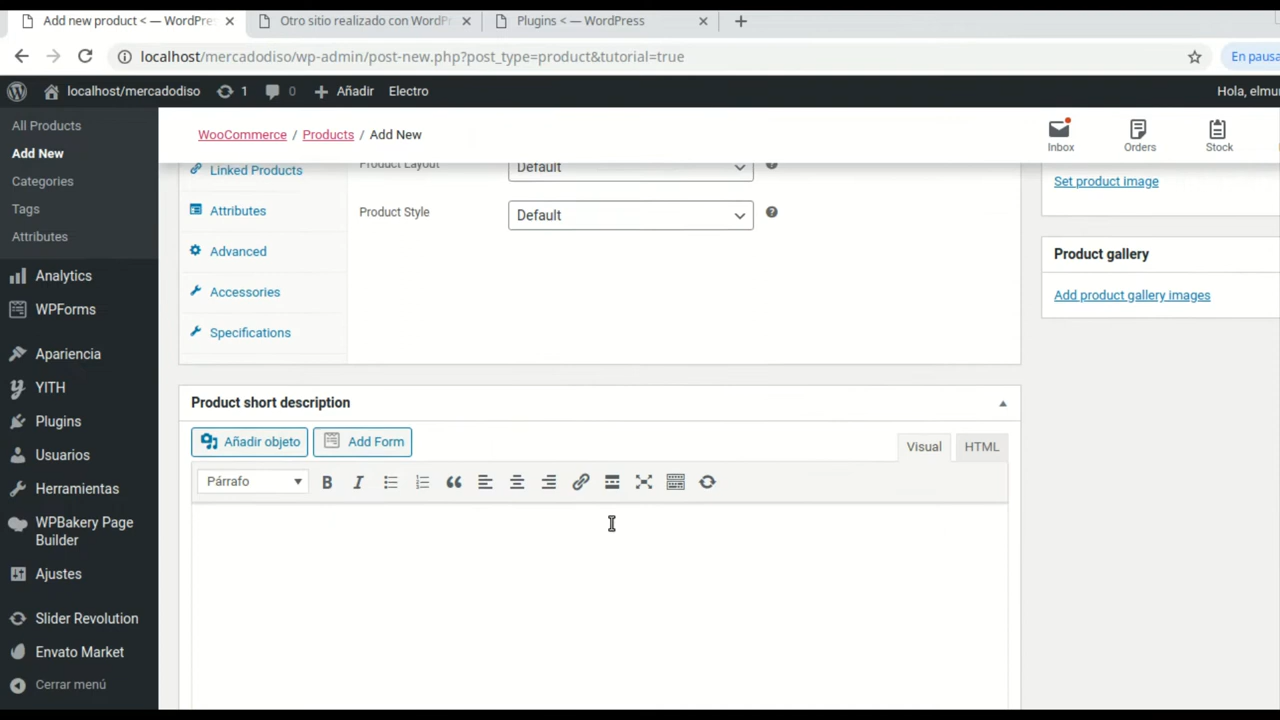 Add new product < — WordPre
Otro sitio realizado con WordPr
Plugins < — WordPress
localhost/mercadodiso/wp-admin/post-new.php?post_type=product&tutorial=true
En pausa
localhost/mercadodiso
1
0
Añadir
Electro
Hola, elmu
All Products
Add New
Categories
Tags
Attributes
Analytics
WPForms
Apariencia
YITH
Plugins
Usuarios
Herramientas
WPBakery Page
Builder
Ajustes
Slider Revolution
Envato Market
Cerrar menú
WooCommerce / Products / Add New
Inbox
Orders
Stock
Linked Products
Attributes
Advanced
Accessories
Specifications
Product Layout
Default
Product Style
Default
Set product image
Product gallery
Add product gallery images
Product short description
Añadir objeto
Add Form
Visual
HTML
Párrafo